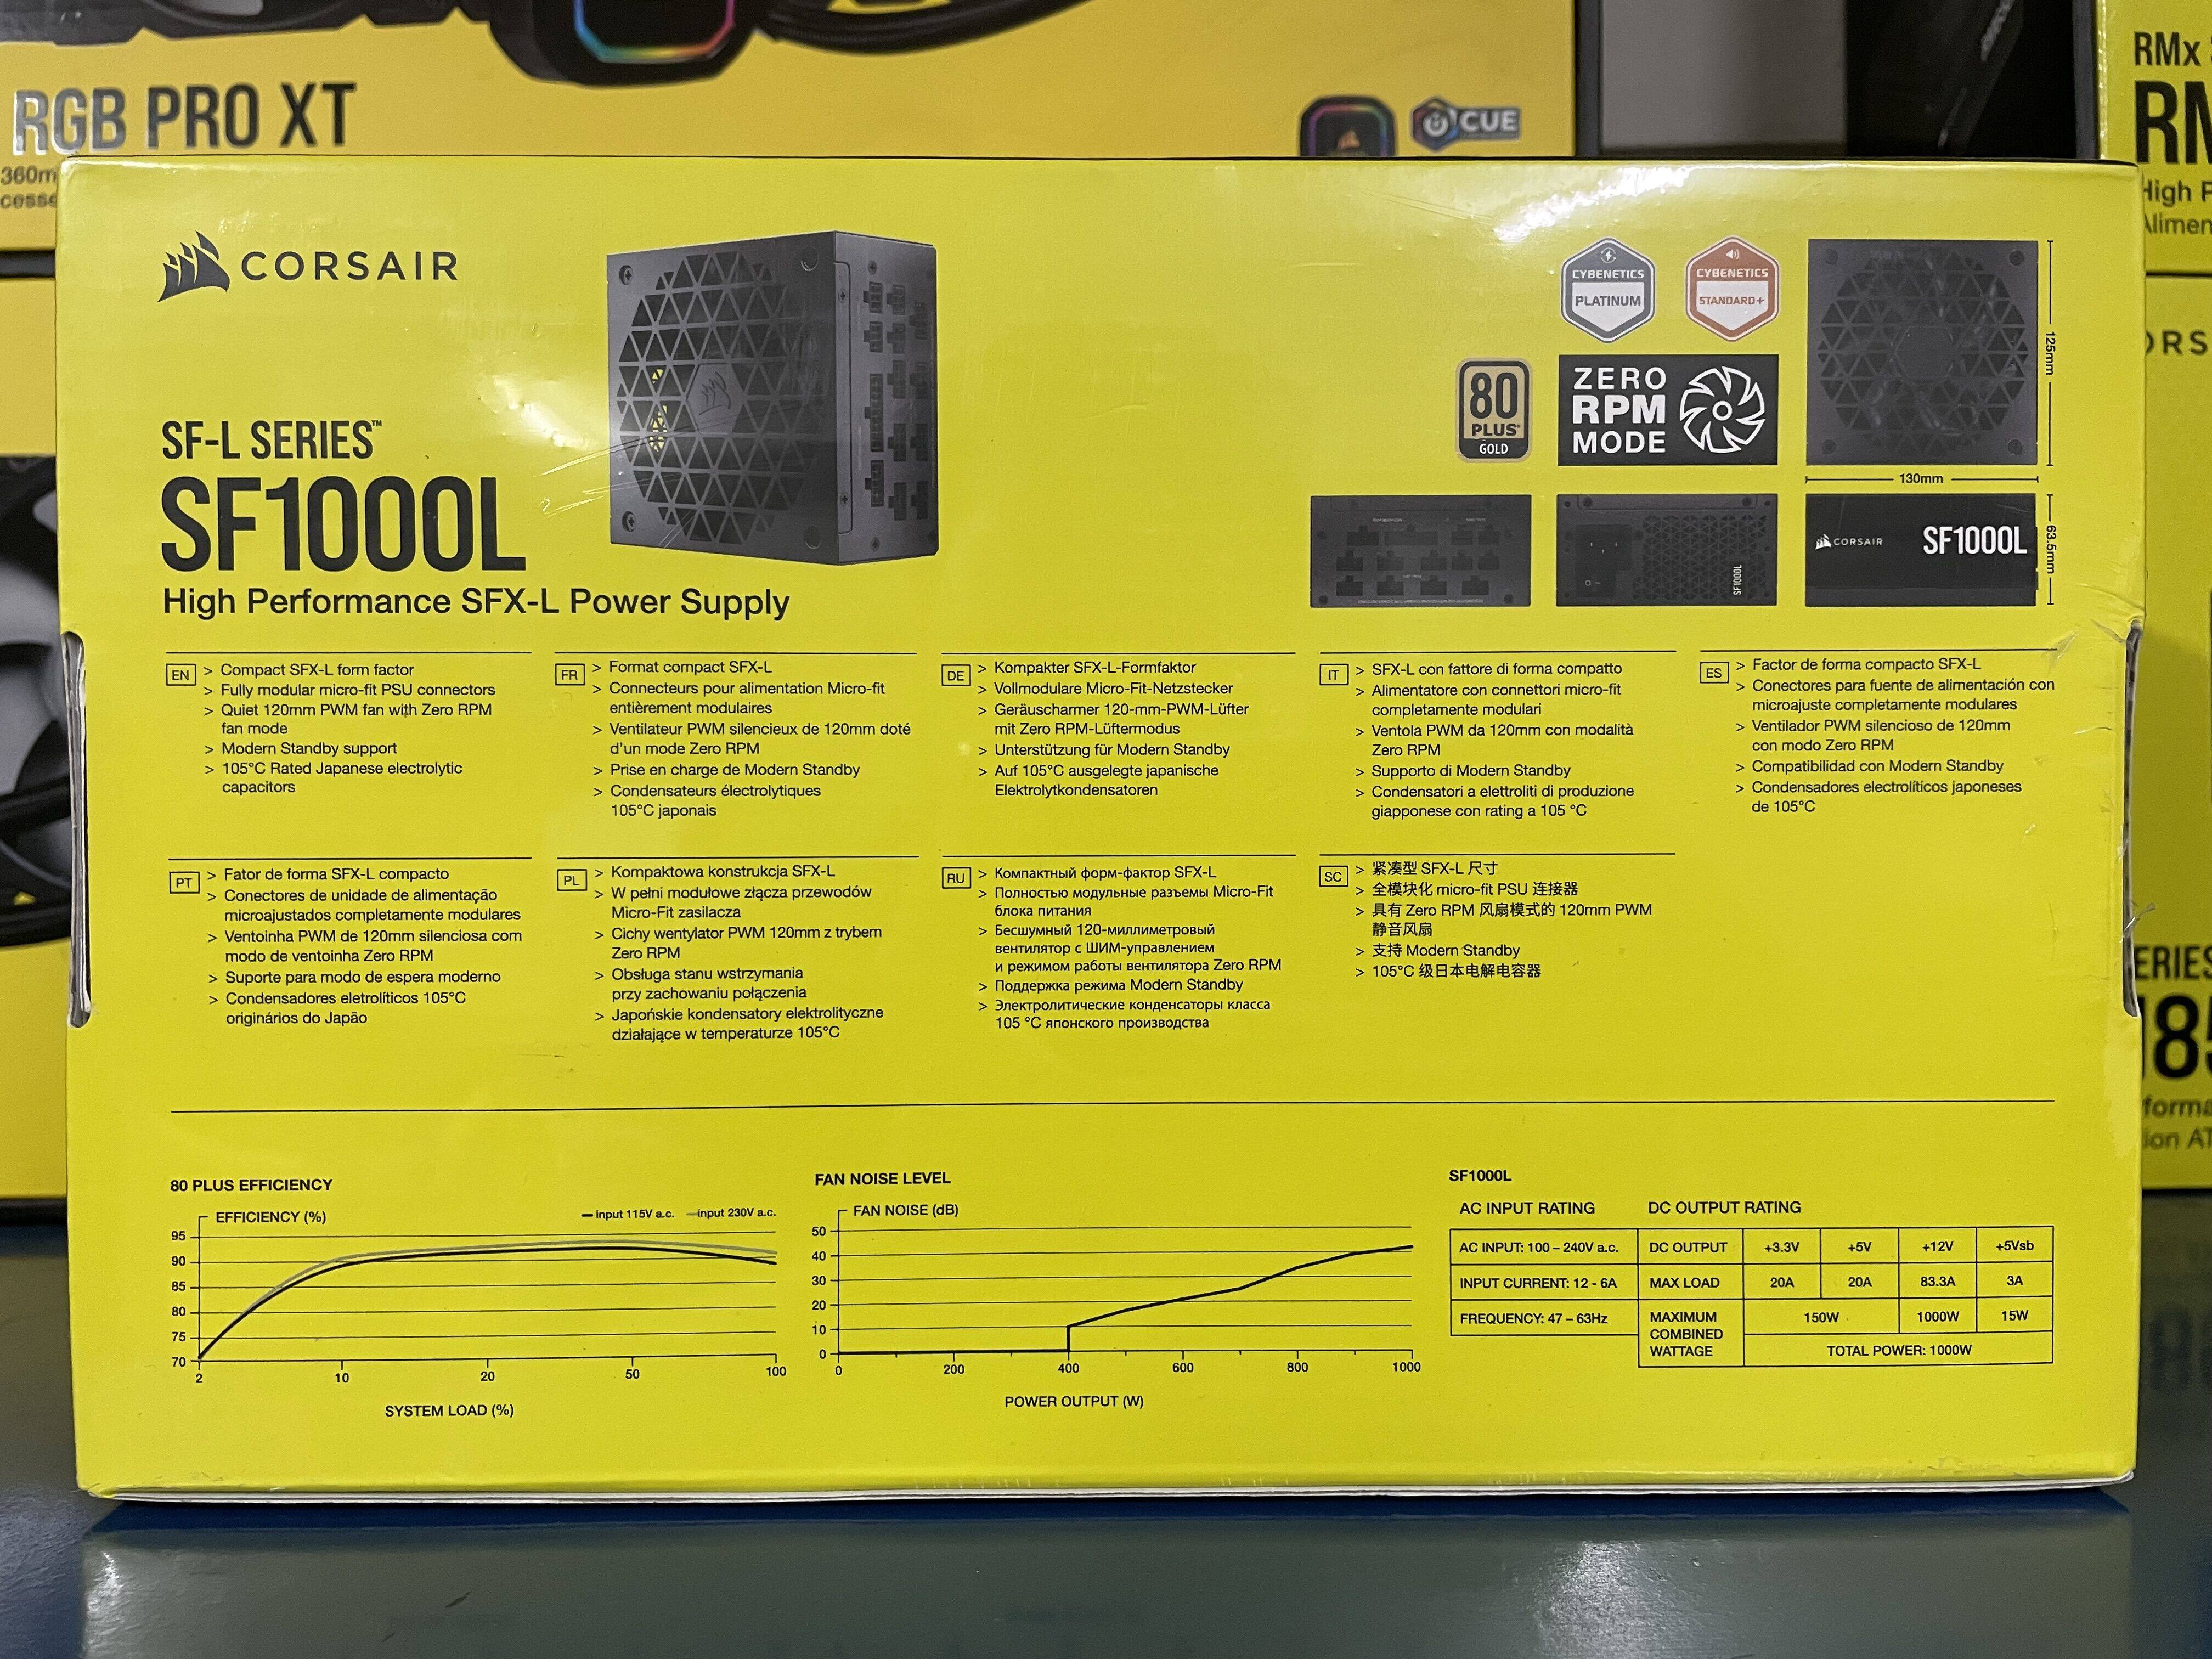 RGB PRO XT
360m
CUE
RMx
High P
CORSAIR
SF-L SERIES™
SF1000L
High Performance SFX-L Power Supply
CYBENETICS
PLATINUM
CYBENETICS
STANDARD+
80
PLUS®
GOLD
ZERO
RPM
MODE
125mm
130mm
63.5mm
SF1000L
CORSAIR
SF1000L
EN
> Compact SFX-L form factor
> Fully modular micro-fit PSU connectors
> Quiet 120mm PWM fan with Zero RPM
fan mode
> Modern Standby support
> 105°C Rated Japanese electrolytic
capacitors
FR
> Format compact SFX-L
> Connecteurs pour alimentation Micro-fit
entièrement modulaires
> Ventilateur PWM silencieux de 120mm doté
d'un mode Zero RPM
> Prise en charge de Modern Standby
> Condensateurs électrolytiques
105°C japonais
DE
> Kompakter SFX-L-Formfaktor
> Vollmodulare Micro-Fit-Netzstecker
> Geräuscharmer 120-mm-PWM-Lüfter
mit Zero RPM-Lüftermodus
> Unterstützung für Modern Standby
> Auf 105°C ausgelegte japanische
Elektrolytkondensatoren
IT
> SFX-L con fattore di forma compatto
> Alimentatore con connettori micro-fit
completamente modulari
> Ventola PWM da 120mm con modalità
Zero RPM
> Supporto di Modern Standby
> Condensatori a elettroliti di produzione
giapponese con rating a 105 °C
ES
> Factor de forma compacto SFX-L
> Conectores para fuente de alimentación con
microajuste completamente modulares
> Ventilador PWM silencioso de 120mm
con modo Zero RPM
> Compatibilidad con Modern Standby
> Condensadores electrolíticos japoneses
de 105°C
PT
> Fator de forma SFX-L compacto
> Conectores de unidade de alimentação
microajustados completamente modulares
> Ventoinha PWM de 120mm silenciosa com
modo de ventoinha Zero RPM
> Suporte para modo de espera moderno
> Condensadores eletrolíticos 105°C
originários do Japão
PL
> Kompaktowa konstrukcja SFX-L
> W pełni modułowe złącza przewodów
Micro-Fit zasilacza
> Cichy wentylator PWM 120mm z trybem
Zero RPM
> Obsługa stanu wstrzymania
przy zachowaniu połączenia
> Japońskie kondensatory elektrolityczne
działające w temperaturze 105°C
RU
> Компактный форм-фактор SFX-L
> Полностью модульные разъемы Micro-Fit
блока питания
> Бесшумный 120-миллиметровый
вентилятор с ШИМ-управлением
и режимом работы вентилятора Zero RPM
> Поддержка режима Modern Standby
> Электролитические конденсаторы класса
105 °C японского производства
SC
> 紧凑型 SFX-L 尺寸
> 全模块化 micro-fit PSU 连接器
> 具有 Zero RPM 风扇模式的 120mm PWM
静音风扇
> 支持 Modern Standby
> 105°C 级日本电解电容器
80 PLUS EFFICIENCY
EFFICIENCY (%)
input 115V a.c. input 230V a.c.
95
90
85
80
75
70
2 10 20 50 100
SYSTEM LOAD (%)
FAN NOISE LEVEL
FAN NOISE (dB)
50
40
30
20
10
0
0 200 400 600 800 1000
POWER OUTPUT (W)
SF1000L
AC INPUT RATING DC OUTPUT RATING
AC INPUT: 100 – 240V a.c. DC OUTPUT +3.3V +5V +12V +5Vsb
INPUT CURRENT: 12 - 6A MAX LOAD 20A 20A 83.3A 3A
FREQUENCY: 47 – 63Hz MAXIMUM COMBINED WATTAGE 150W 1000W 15W
TOTAL POWER: 1000W